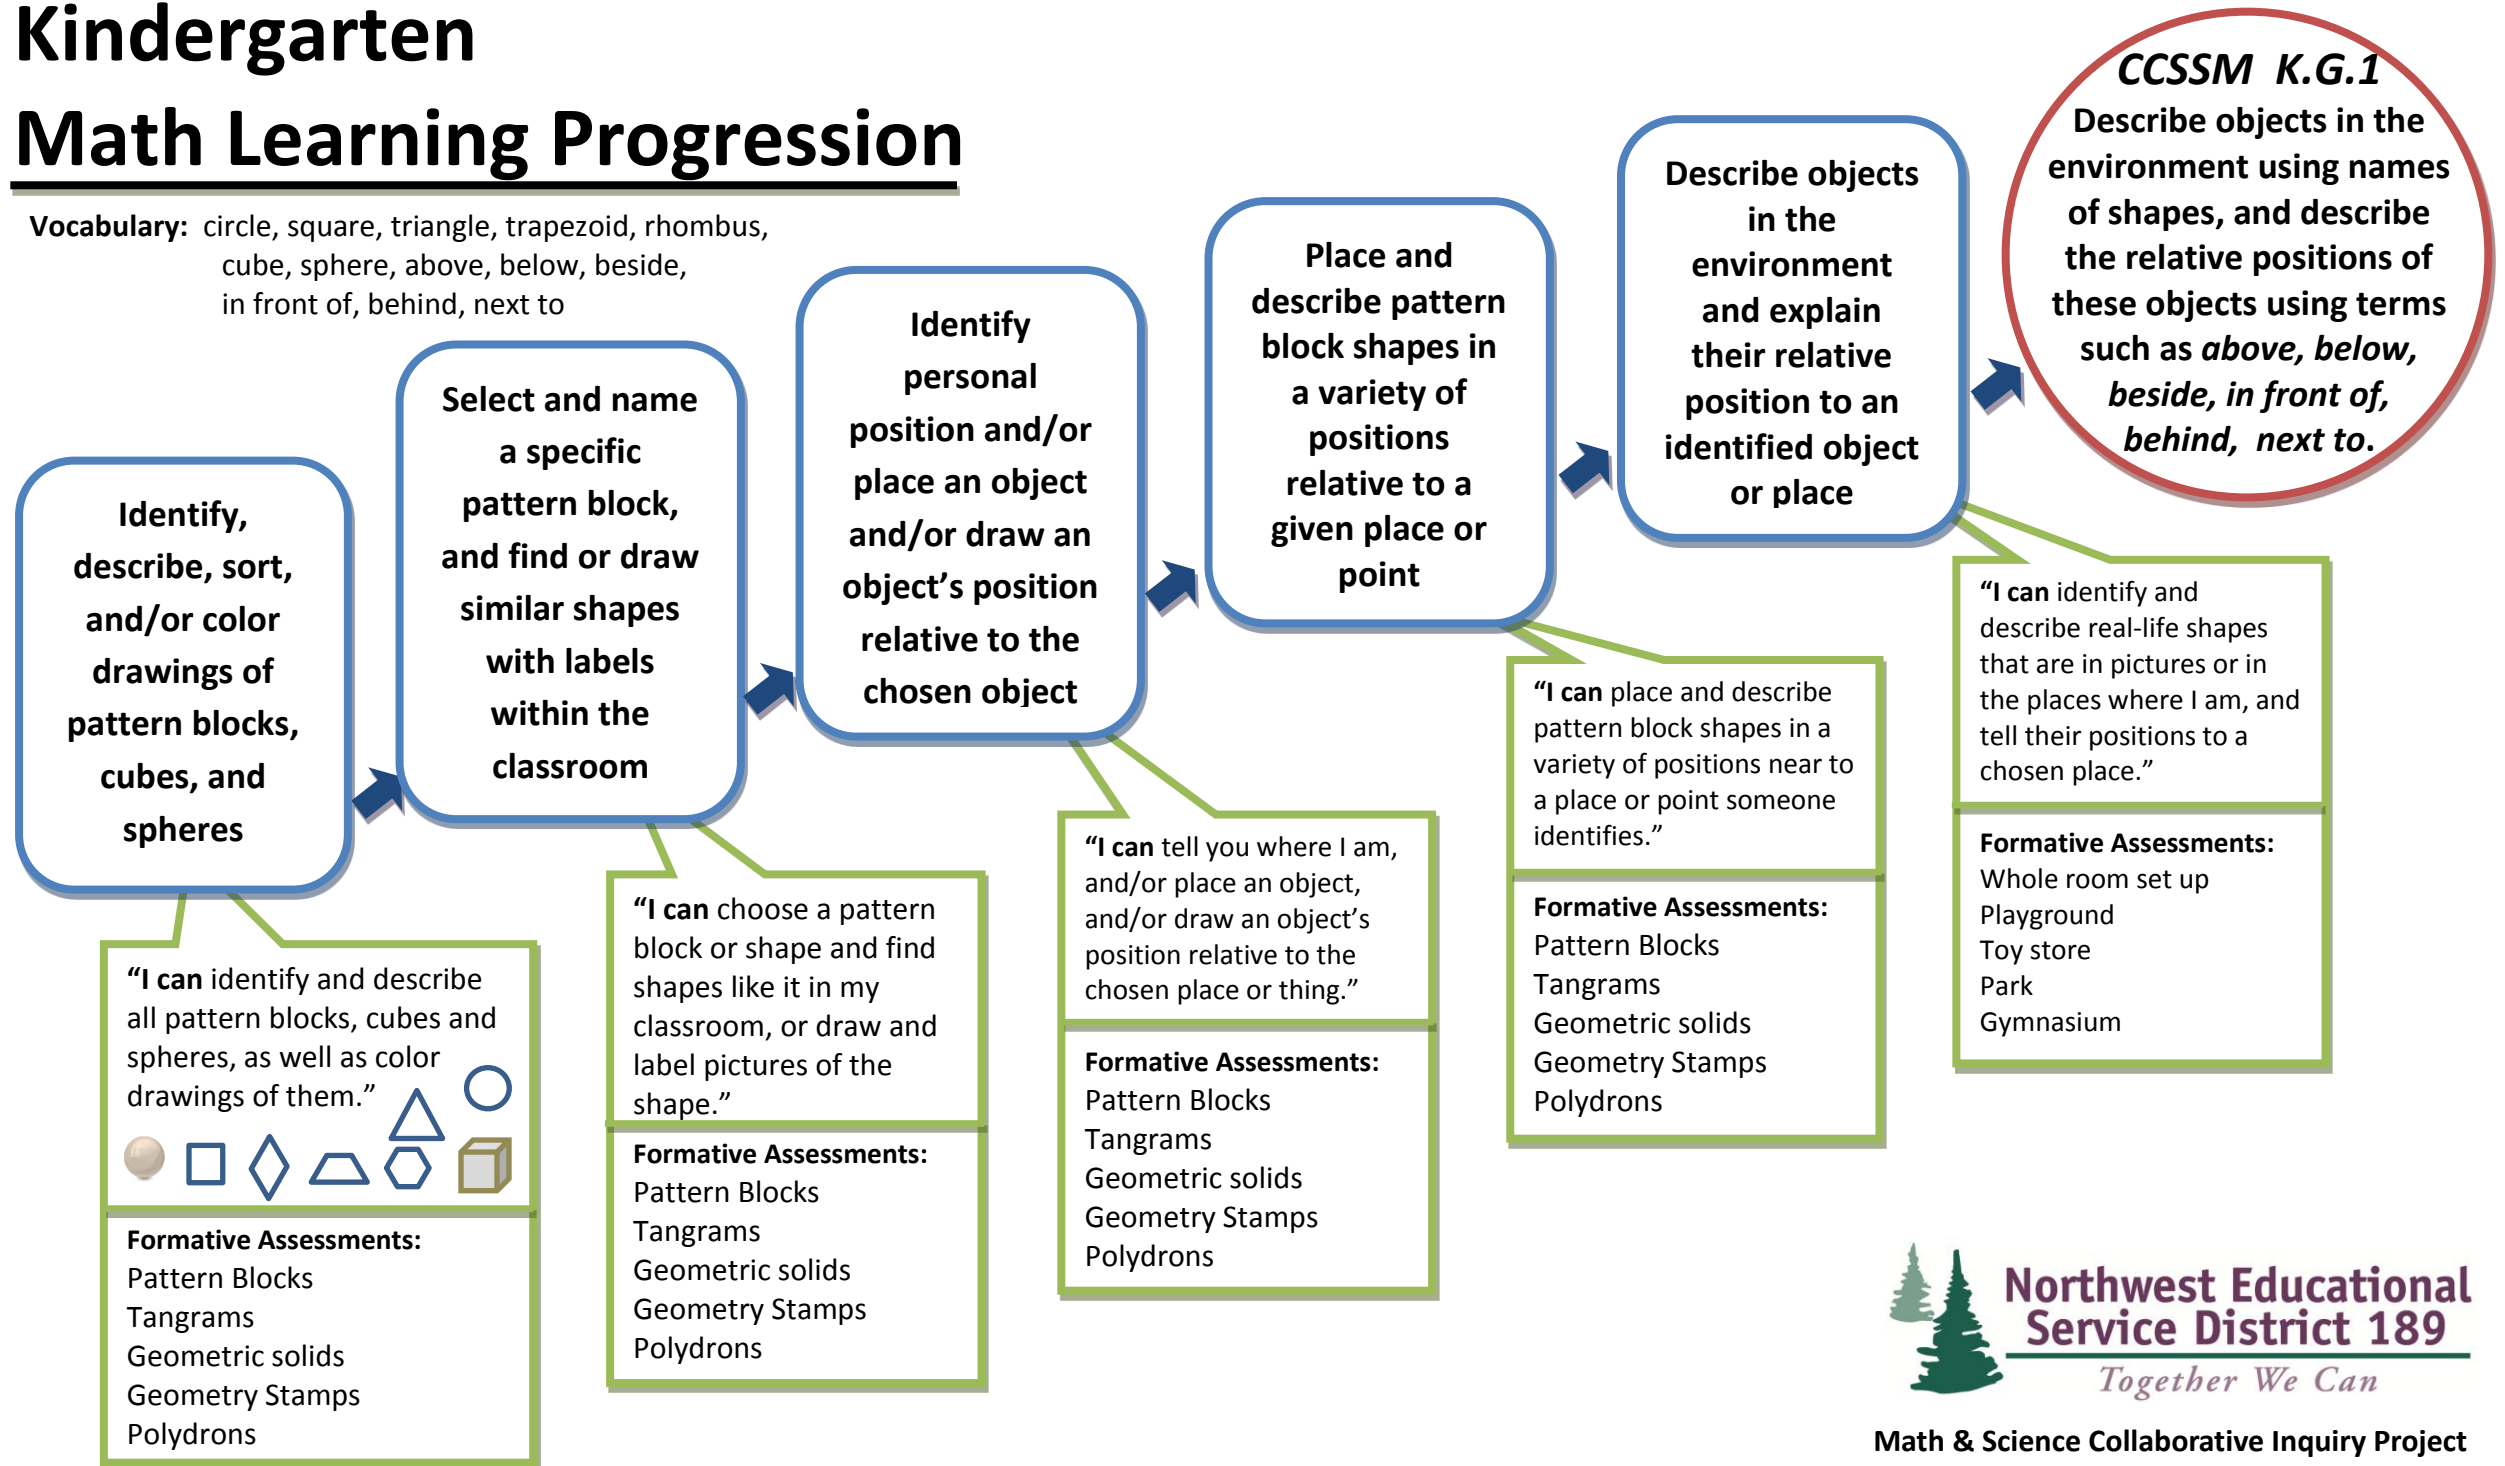 Kindergarten
Math Learning Progression
Vocabulary: circle, square, triangle, trapezoid, rhombus,
cube, sphere, above, below, beside,
in front of, behind, next to
Identify,
describe, sort,
and/or color
drawings of
pattern blocks,
cubes, and
spheres
Select and name
a specific
pattern block,
and find or draw
similar shapes
with labels
within the
classroom
Identify
personal
position and/or
place an object
and/or draw an
object’s position
relative to the
chosen object
Place and
describe pattern
block shapes in
a variety of
positions
relative to a
given place or
point
Describe objects
in the
environment
and explain
their relative
position to an
identified object
or place
CCSSM K.G.1
Describe objects in the
environment using names
of shapes, and describe
the relative positions of
these objects using terms
such as above, below,
beside, in front of,
behind, next to.
“I can identify and describe
all pattern blocks, cubes and
spheres, as well as color
drawings of them.”
Formative Assessments:
Pattern Blocks
Tangrams
Geometric solids
Geometry Stamps
Polydrons
“I can choose a pattern
block or shape and find
shapes like it in my
classroom, or draw and
label pictures of the
shape.”
Formative Assessments:
Pattern Blocks
Tangrams
Geometric solids
Geometry Stamps
Polydrons
“I can tell you where I am,
and/or place an object,
and/or draw an object’s
position relative to the
chosen place or thing.”
Formative Assessments:
Pattern Blocks
Tangrams
Geometric solids
Geometry Stamps
Polydrons
“I can place and describe
pattern block shapes in a
variety of positions near to
a place or point someone
identifies.”
Formative Assessments:
Pattern Blocks
Tangrams
Geometric solids
Geometry Stamps
Polydrons
“I can identify and
describe real-life shapes
that are in pictures or in
the places where I am, and
tell their positions to a
chosen place.”
Formative Assessments:
Whole room set up
Playground
Toy store
Park
Gymnasium
Northwest Educational
Service District 189
Together We Can
Math & Science Collaborative Inquiry Project